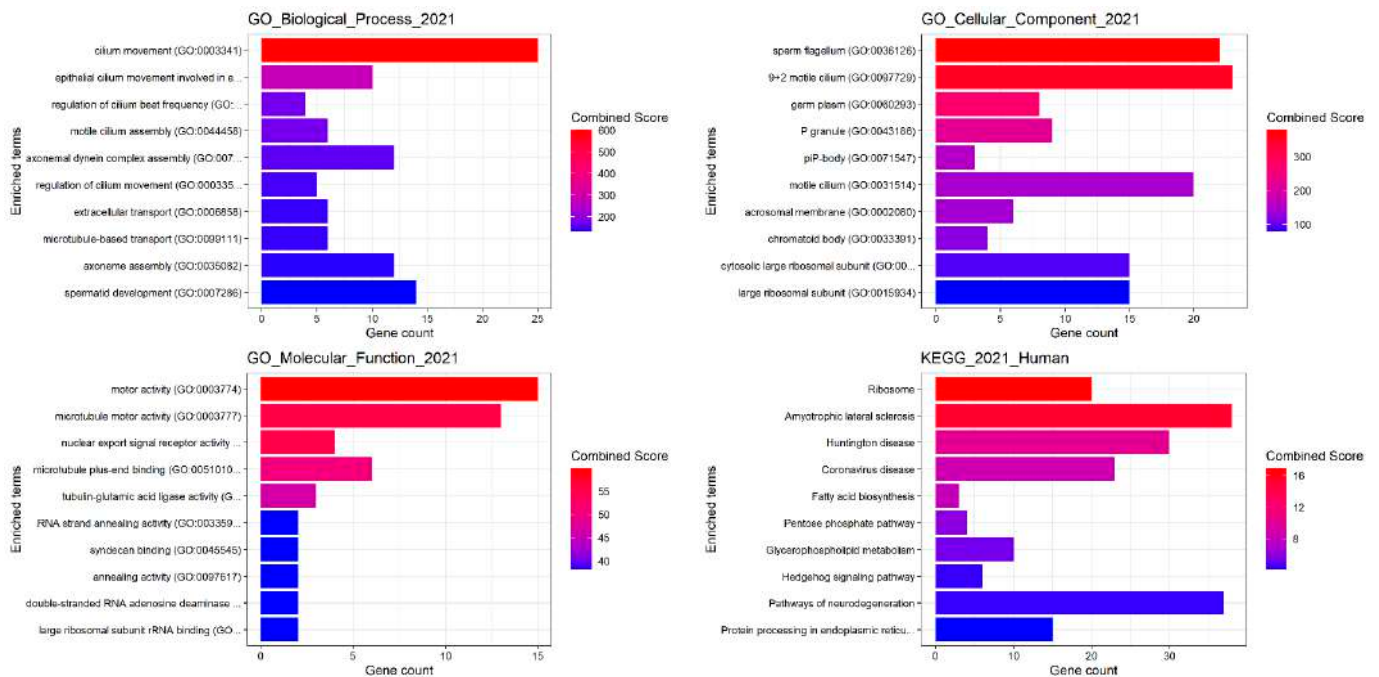 GO_Biological_Process_2021
Enriched terms
cilium movement (GO:0003341)
epithelial cilium movement involved in e...
regulation of cilium beat frequency (GO:...
motile cilium assembly (GO:0044458)
axonemal dynein complex assembly (GO:007...
regulation of cilium movement (GO:000335...
extracellular transport (GO:0006858)
microtubule-based transport (GO:0099111)
axoneme assembly (GO:0035082)
spermatid development (GO:0007286)
0 5 10 15 20 25
Gene count
Combined Score
600
500
400
300
200
GO_Cellular_Component_2021
Enriched terms
sperm flagellum (GO:0036126)
9+2 motile cilium (GO:0097729)
germ plasm (GO:0060293)
P granule (GO:0043186)
piP-body (GO:0071547)
motile cilium (GO:0031514)
acrosomal membrane (GO:0002080)
chromatoid body (GO:0033391)
cytosolic large ribosomal subunit (GO:00...
large ribosomal subunit (GO:0015934)
0 5 10 15 20
Gene count
Combined Score
300
200
100
GO_Molecular_Function_2021
Enriched terms
motor activity (GO:0003774)
microtubule motor activity (GO:0003777)
nuclear export signal receptor activity ...
microtubule plus-end binding (GO:0051010...
tubulin-glutamic acid ligase activity (G...
RNA strand annealing activity (GO:003359...
syndecan binding (GO:0045545)
annealing activity (GO:0097617)
double-stranded RNA adenosine deaminase ...
large ribosomal subunit rRNA binding (GO...
0 5 10 15
Gene count
Combined Score
55
50
45
40
KEGG_2021_Human
Enriched terms
Ribosome
Amyotrophic lateral sclerosis
Huntington disease
Coronavirus disease
Fatty acid biosynthesis
Pentose phosphate pathway
Glycerophospholipid metabolism
Hedgehog signaling pathway
Pathways of neurodegeneration
Protein processing in endoplasmic reticu...
0 10 20 30
Gene count
Combined Score
16
12
8